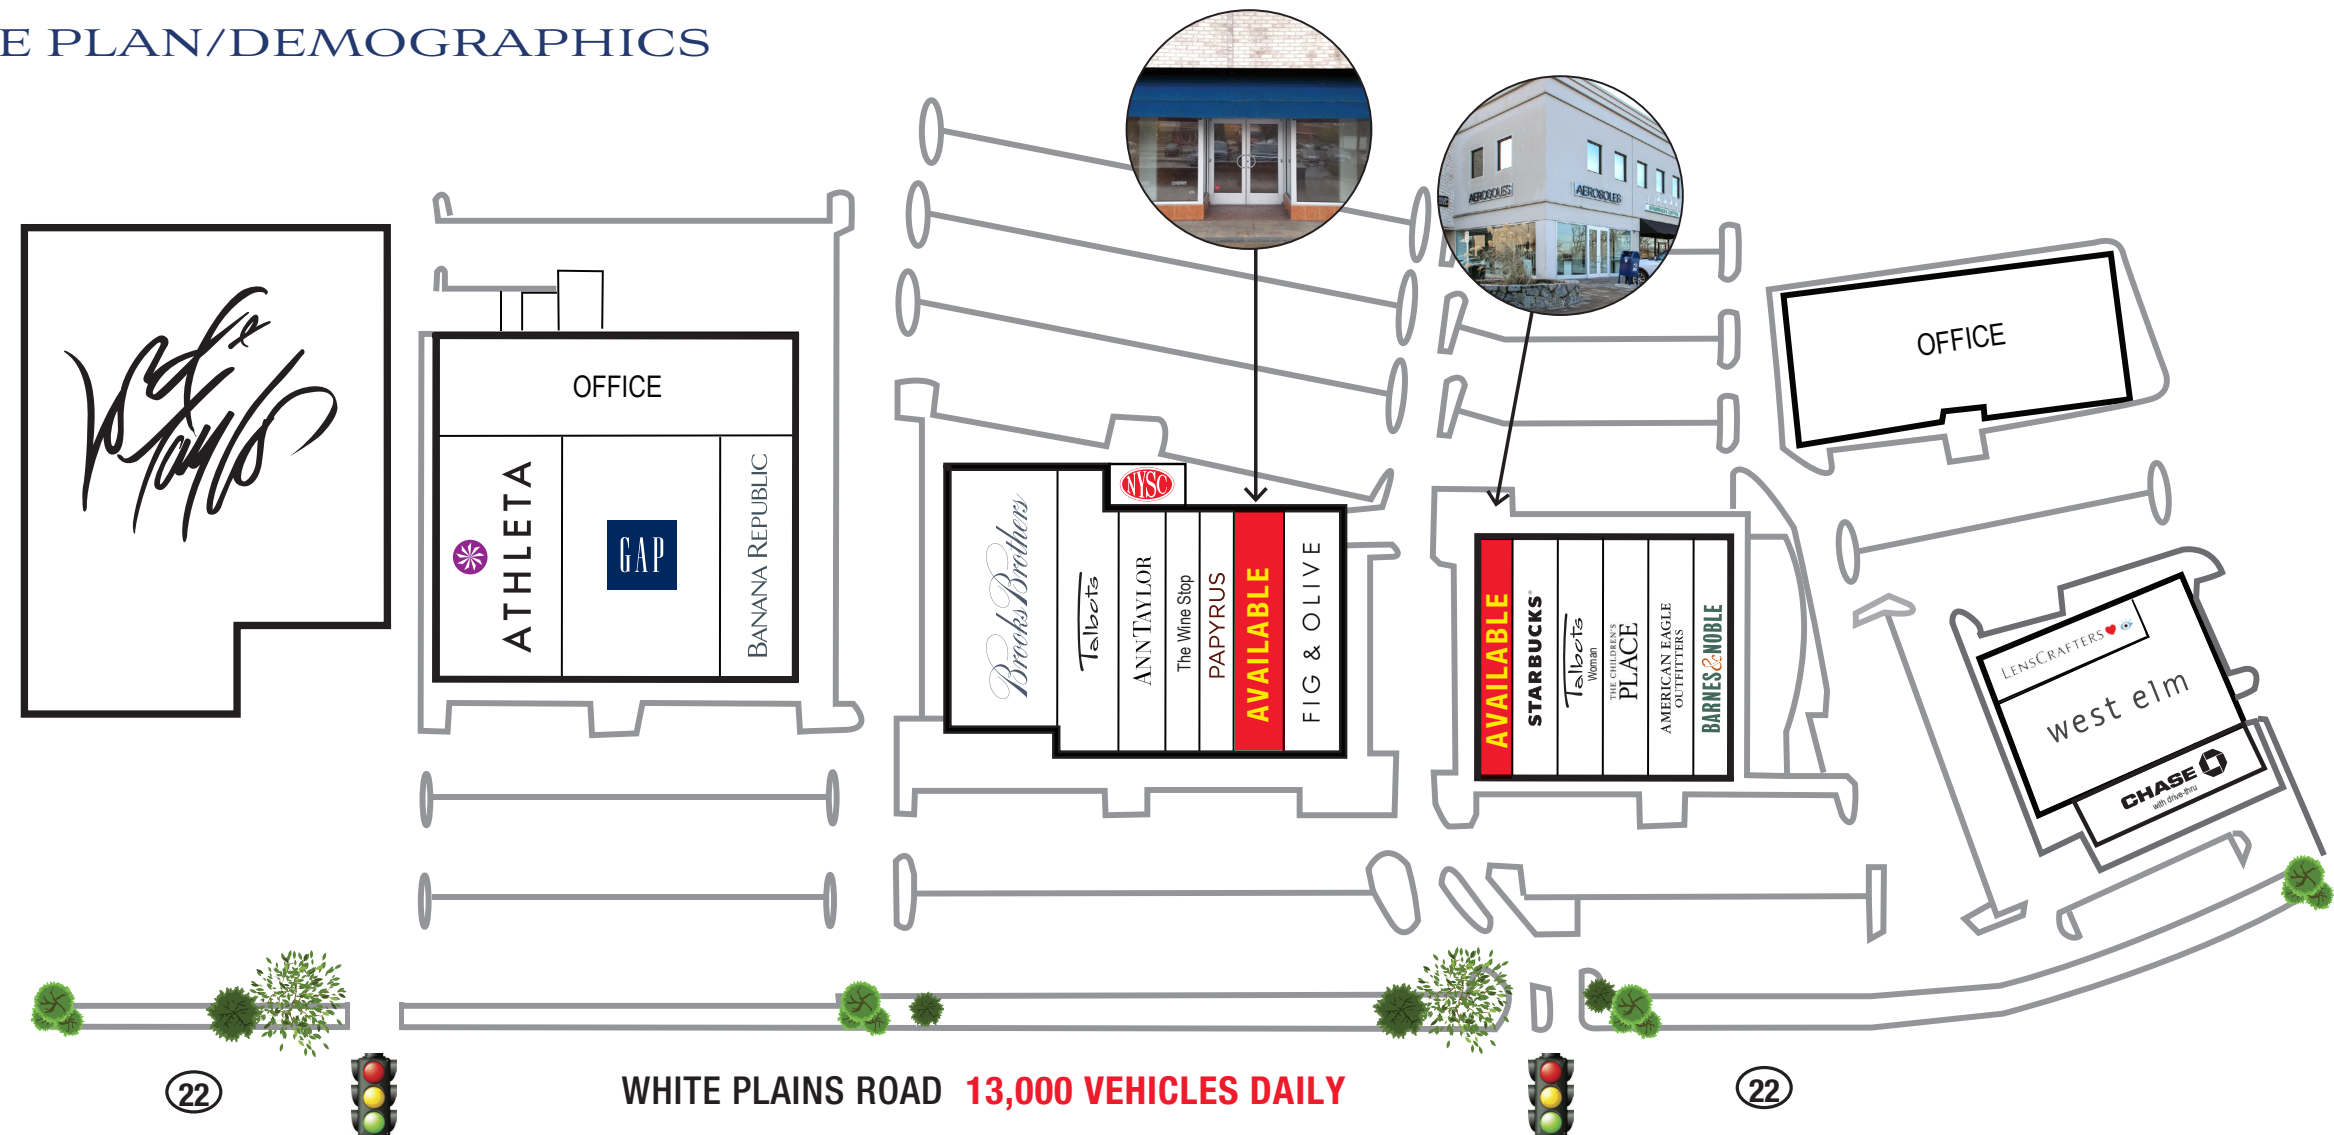 E PLAN/DEMOGRAPHICS
AEROSOLES
AEROSOLES
Lord & Taylor
OFFICE
ATHLETA
GAP
BANANA REPUBLIC
Brooks Brothers
Talbots
NYSC
ANNTAYLOR
The Wine Stop
PAPYRUS
AVAILABLE
FIG & OLIVE
AVAILABLE
STARBUCKS®
Talbots
Woman
THE CHILDREN'S
PLACE
AMERICAN EAGLE
OUTFITTERS
BARNES&NOBLE
OFFICE
LENSCRAFTERS
west elm
CHASE
with drive-thru
22
WHITE PLAINS ROAD 13,000 VEHICLES DAILY
22